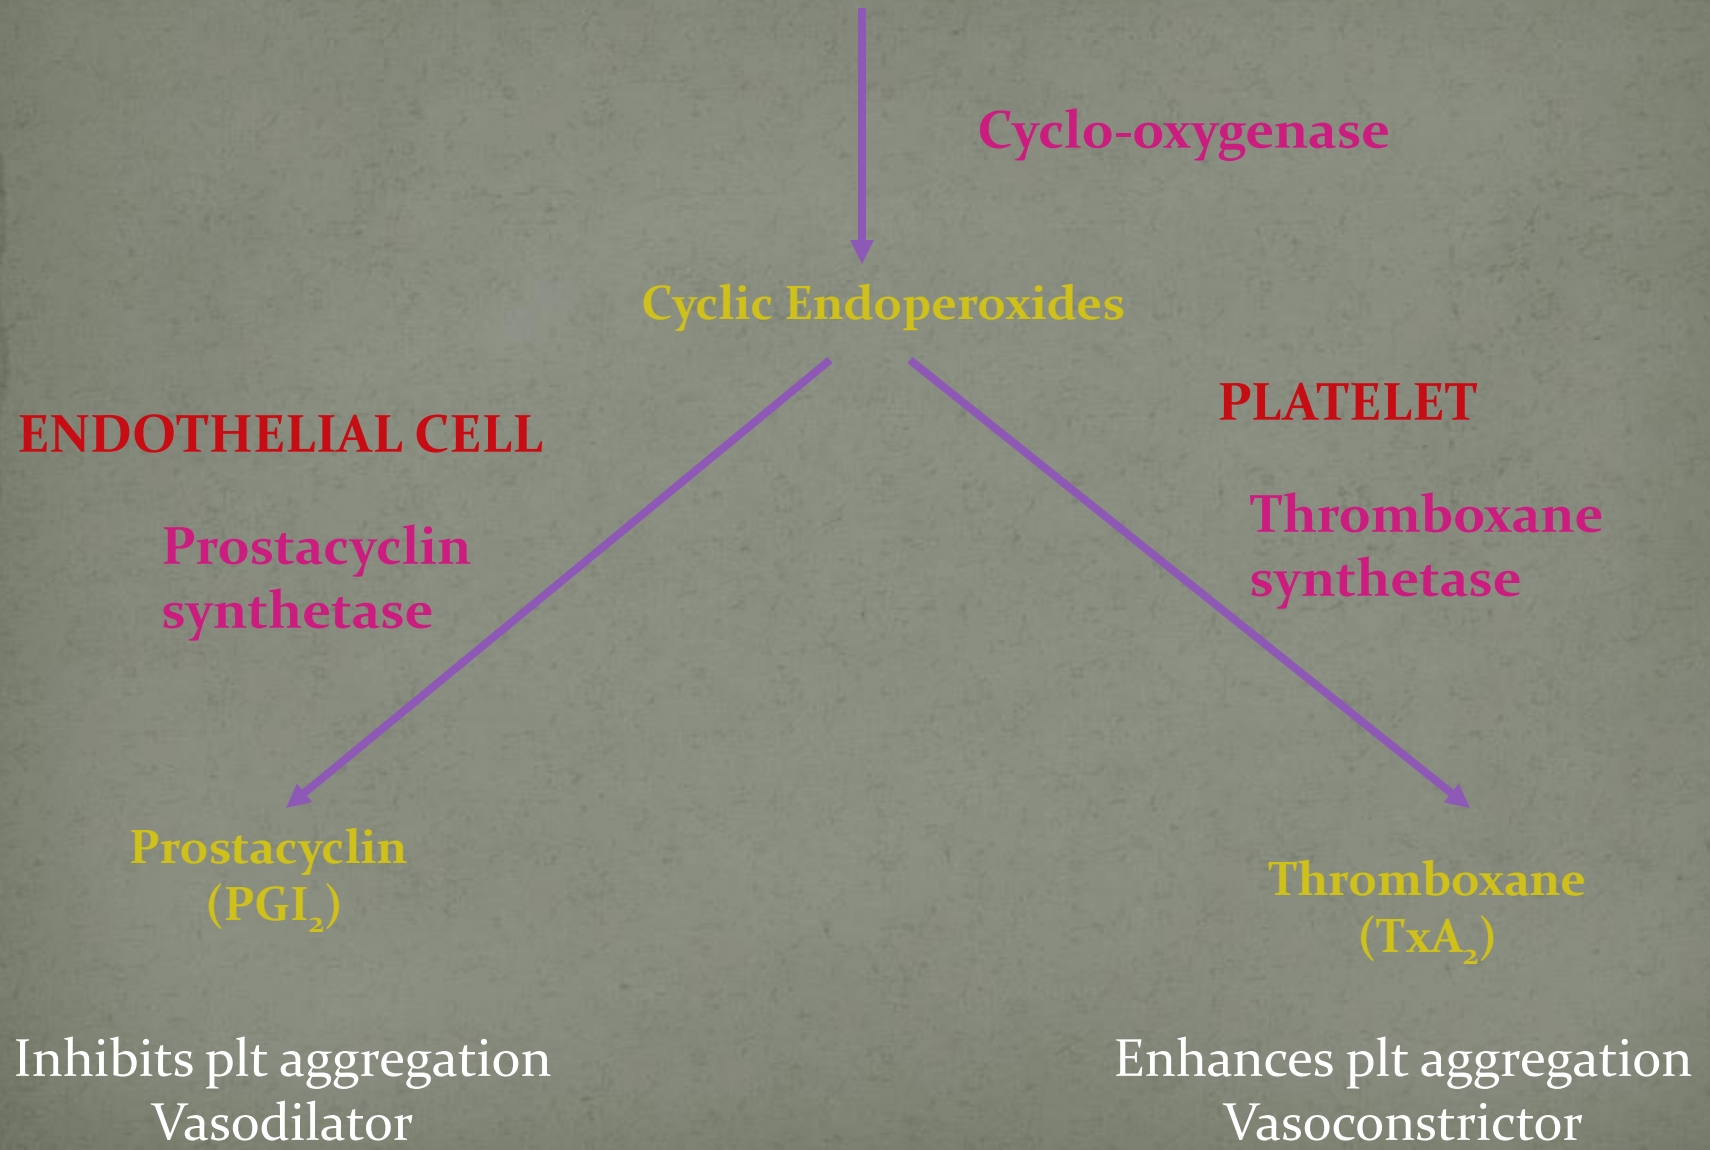 Cyclo-oxygenase
Cyclic Endoperoxides
ENDOTHELIAL CELL
Prostacyclin
synthetase
PLATELET
Thromboxane
synthetase
Prostacyclin
(PGI₂)
Thromboxane
(TxA₂)
Inhibits plt aggregation
Vasodilator
Enhances plt aggregation
Vasoconstrictor